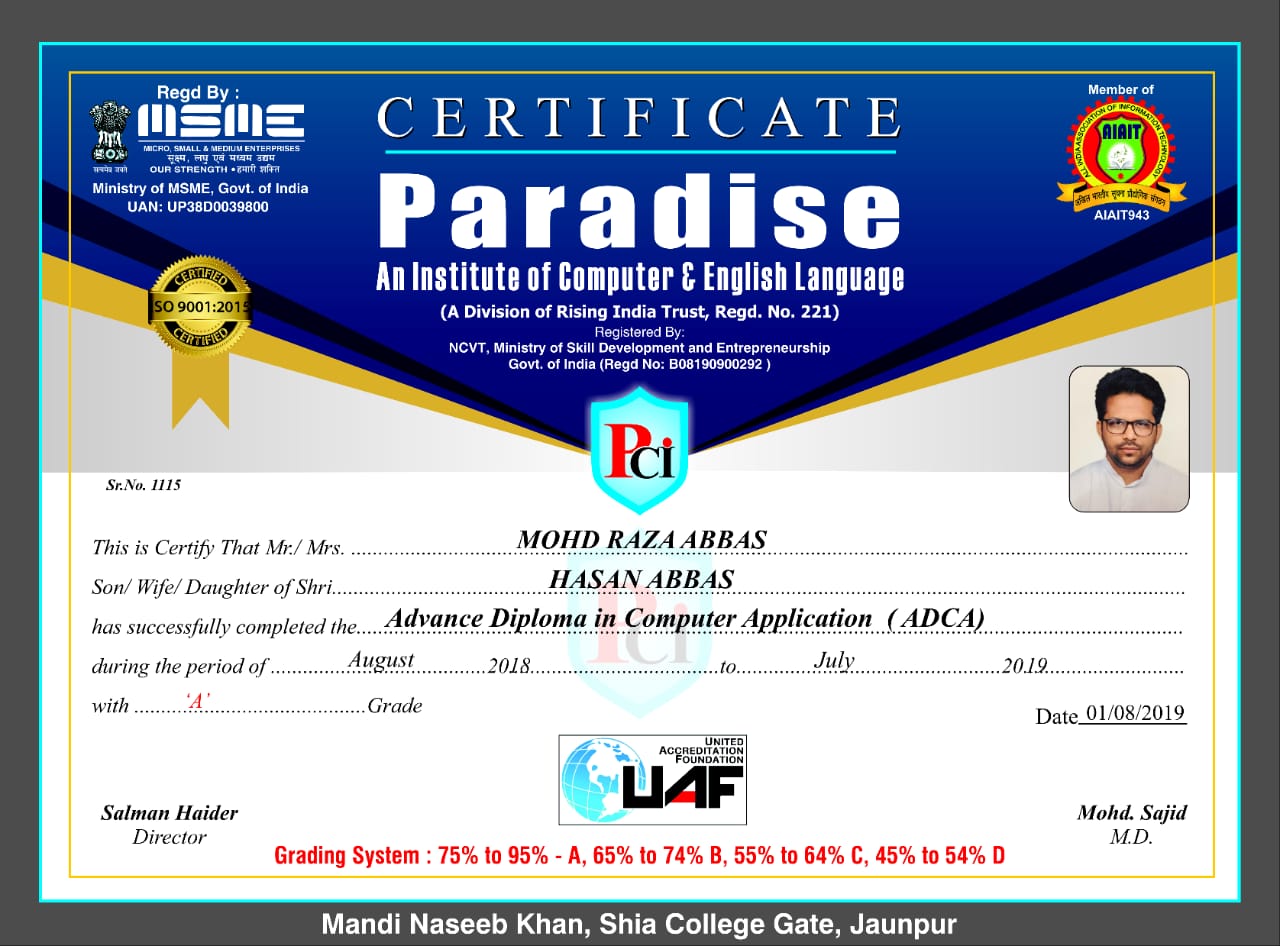 Regd By :
MSME
MICRO, SMALL & MEDIUM ENTERPRISES
सूक्ष्म, लघु एवं मध्यम उद्यम
OUR STRENGTH • हमारी शक्ति
सत्यमेव जयते
Ministry of MSME, Govt. of India
UAN: UP38D0039800
CERTIFICATE
Paradise
An Institute of Computer & English Language
(A Division of Rising India Trust, Regd. No. 221)
Registered By:
NCVT, Ministry of Skill Development and Entrepreneurship
Govt. of India (Regd No: B08190900292 )
Member of
ALL INDIA ASSOCIATION OF INFORMATION TECHNOLOGY
AIAIT
अखिल भारतीय सूचना प्रौद्योगिक संगठन
AIAIT943
CERTIFIED
SO 9001:2015
CERTIFIED
PCI
Sr.No. 1115
This is Certify That Mr./ Mrs. MOHD RAZA ABBAS
Son/ Wife/ Daughter of Shri HASAN ABBAS
has successfully completed the Advance Diploma in Computer Application ( ADCA)
during the period of August 2018 to July 2019
with 'A' Grade
Date 01/08/2019
PCI
UNITED
ACCREDITATION
FOUNDATION
UAF
Salman Haider
Director
Mohd. Sajid
M.D.
Grading System : 75% to 95% - A, 65% to 74% B, 55% to 64% C, 45% to 54% D
Mandi Naseeb Khan, Shia College Gate, Jaunpur